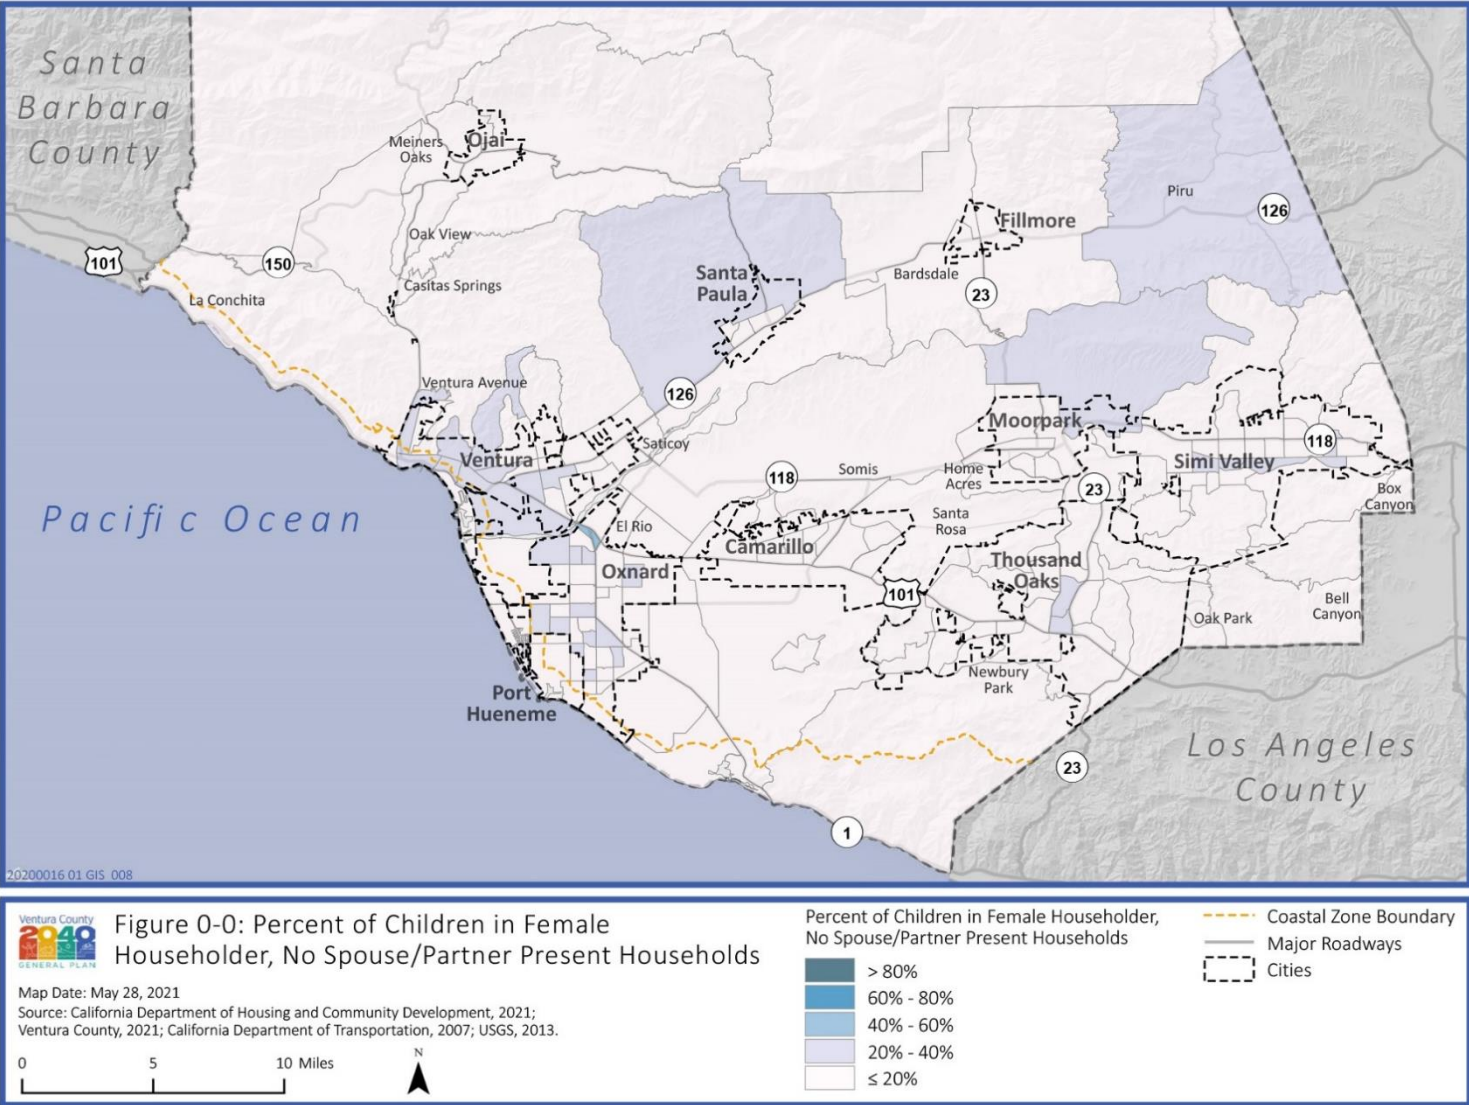 Santa
Barbara
County
Meiners
Oaks
Ojai
Oak View
Casitas Springs
101
150
La Conchita
Ventura Avenue
Santa
Paula
126
Fillmore
Bardsdale
23
Piru
126
Ventura
Saticoy
118
Somis
Moorpark
Home
Acres
23
Simi Valley
118
Box
Canyon
Pacific Ocean
El Rio
Oxnard
Camarillo
Santa
Rosa
101
Thousand
Oaks
Newbury
Park
Oak Park
Bell
Canyon
Port
Hueneme
Los Angeles
County
23
1
20200016 01 GIS 008
Ventura County
2040
GENERAL PLAN
Figure 0-0: Percent of Children in Female
Householder, No Spouse/Partner Present Households
Map Date: May 28, 2021
Source: California Department of Housing and Community Development, 2021;
Ventura County, 2021; California Department of Transportation, 2007; USGS, 2013.
0 5 10 Miles
N
Percent of Children in Female Householder,
No Spouse/Partner Present Households
> 80%
60% - 80%
40% - 60%
20% - 40%
≤ 20%
Coastal Zone Boundary
Major Roadways
Cities